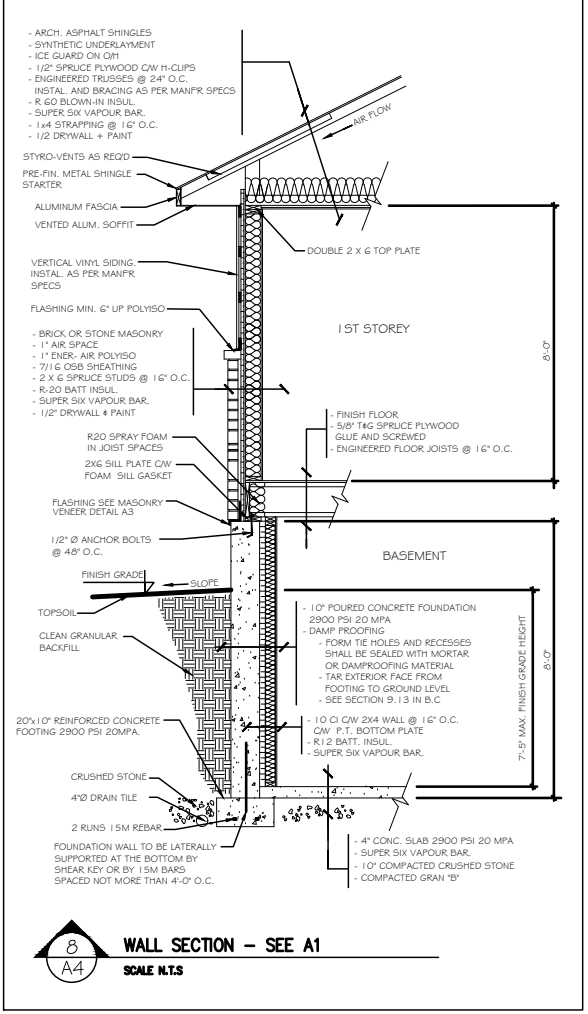 - ARCH. ASPHALT SHINGLES
- SYNTHETIC UNDERLAYMENT
- ICE GUARD ON O/H
- 1/2" SPRUCE PLYWOOD C/W H-CLIPS
- ENGINEERED TRUSSES @ 24" O.C.
INSTAL. AND BRACING AS PER MANF'R SPECS
- R 60 BLOWN-IN INSUL.
- SUPER SIX VAPOUR BAR.
- 1x4 STRAPPING @ 16" O.C.
- 1/2 DRYWALL + PAINT
AIR FLOW
STYRO-VENTS AS REQ'D
PRE-FIN. METAL SHINGLE
STARTER
ALUMINUM FASCIA
VENTED ALUM. SOFFIT
DOUBLE 2 X 6 TOP PLATE
VERTICAL VINYL SIDING.
INSTAL. AS PER MANF'R
SPECS
FLASHING MIN. 6" UP POLYISO
1ST STOREY
8'-0"
- BRICK OR STONE MASONRY
- 1" AIR SPACE
- 1" ENER- AIR POLYISO
- 7/16 OSB SHEATHING
- 2 X 6 SPRUCE STUDS @ 16" O.C.
- R-20 BATT INSUL.
- SUPER SIX VAPOUR BAR.
- 1/2" DRYWALL & PAINT
- FINISH FLOOR
- 5/8" T&G SPRUCE PLYWOOD
GLUE AND SCREWED
- ENGINEERED FLOOR JOISTS @ 16" O.C.
R20 SPRAY FOAM
IN JOIST SPACES
2X6 SILL PLATE C/W
FOAM SILL GASKET
FLASHING SEE MASONRY
VENEER DETAIL A3
1/2" Ø ANCHOR BOLTS
@ 48" O.C.
BASEMENT
FINISH GRADE
SLOPE
TOPSOIL
CLEAN GRANULAR
BACKFILL
- 10" POURED CONCRETE FOUNDATION
2900 PSI 20 MPA
- DAMP PROOFING
- FORM TIE HOLES AND RECESSES
SHALL BE SEALED WITH MORTAR
OR DAMPROOFING MATERIAL
- TAR EXTERIOR FACE FROM
FOOTING TO GROUND LEVEL
- SEE SECTION 9.13 IN B.C
7'-5" MAX. FINISH GRADE HEIGHT
8'-0"
20"x10" REINFORCED CONCRETE
FOOTING 2900 PSI 20MPA.
- 10 CI C/W 2X4 WALL @ 16" O.C.
C/W P.T. BOTTOM PLATE
- R12 BATT. INSUL.
- SUPER SIX VAPOUR BAR.
CRUSHED STONE
4"Ø DRAIN TILE
2 RUNS 15M REBAR
FOUNDATION WALL TO BE LATERALLY
SUPPORTED AT THE BOTTOM BY
SHEAR KEY OR BY 15M BARS
SPACED NOT MORE THAN 4'-0" O.C.
- 4" CONC. SLAB 2900 PSI 20 MPA
- SUPER SIX VAPOUR BAR.
- 10" COMPACTED CRUSHED STONE
- COMPACTED GRAN "B"
8
A4
WALL SECTION - SEE A1
SCALE N.T.S